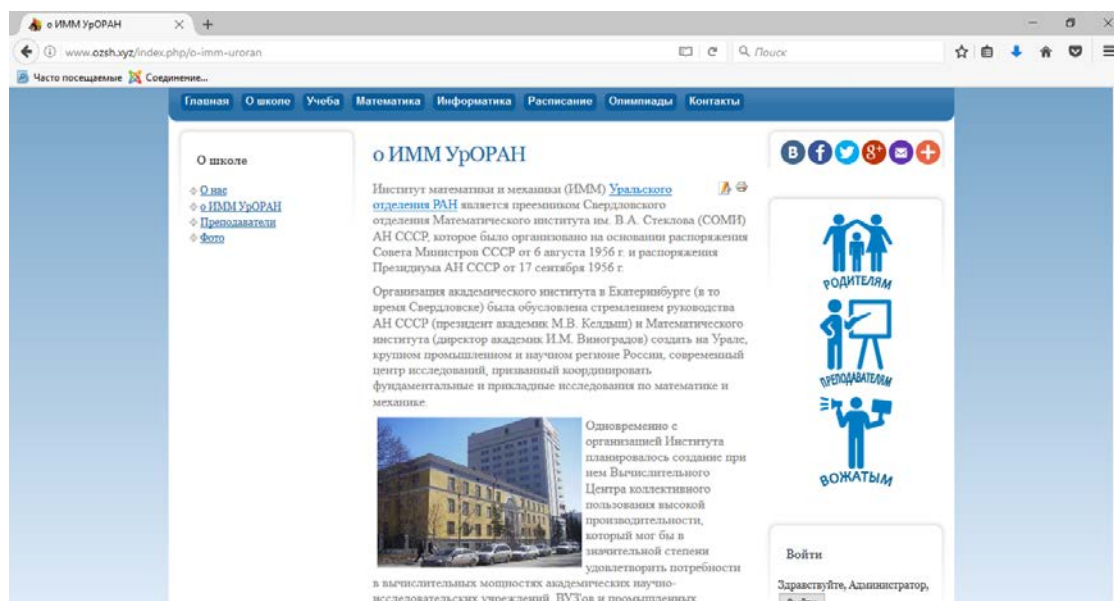 о ИММ УрОРАН
www.ozsh.xyz/index.php/o-imm-uroran
Поиск
Часто посещаемые Соединение...
Главная О школе Учеба Математика Информатика Расписание Олимпиады Контакты
О школе
О нас
о ИММ УрОРАН
Преподаватели
Фото
о ИММ УрОРАН
Институт математики и механики (ИММ) Уральского
отделения РАН является преемником Свердловского
отделения Математического института им. В.А. Стеклова (СОМИ)
АН СССР, которое было организовано на основании распоряжения
Совета Министров СССР от 6 августа 1956 г. и распоряжения
Президиума АН СССР от 17 сентября 1956 г.
Организация академического института в Екатеринбурге (в то
время Свердловске) была обусловлена стремлением руководства
АН СССР (президент академик М.В. Келдыш) и Математического
института (директор академик И.М. Виноградов) создать на Урале,
крупном промышленном и научном регионе России, современный
центр исследований, призванный координировать
фундаментальные и прикладные исследования по математике и
механике.
Одновременно с
организацией Института
планировалось создание при
нем Вычислительного
Центра коллективного
пользования высокой
производительности,
который мог бы в
значительной степени
удовлетворить потребности
в вычислительных мощностях академических научно-
исследовательских учреждений, ВУЗов и промышленных
РОДИТЕЛЯМ
ПРЕПОДАВАТЕЛЯМ
ВОЖАТЫМ
Войти
Здравствуйте, Администратор,